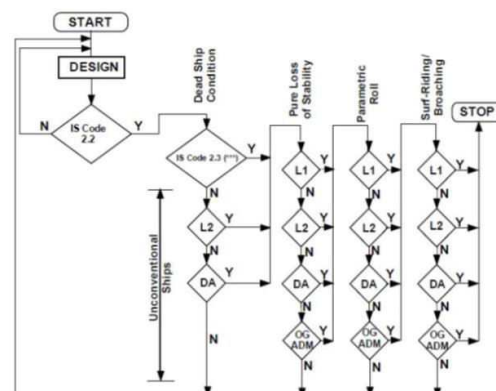 START
DESIGN
IS Code
2.2
N
Y
Dead Ship
Condition
IS Code 2.3 (***)
Y
N
L2
Y
N
DA
Y
N
Unconventional
Ships
Pure Loss
of Stability
L1
Y
N
L2
Y
N
DA
Y
N
OG
ADM
Y
N
Parametric
Roll
L1
Y
N
L2
Y
N
DA
Y
N
OG
ADM
Y
N
Surf-Riding/
Broaching
L1
Y
N
L2
Y
N
DA
Y
N
OG
ADM
Y
N
STOP